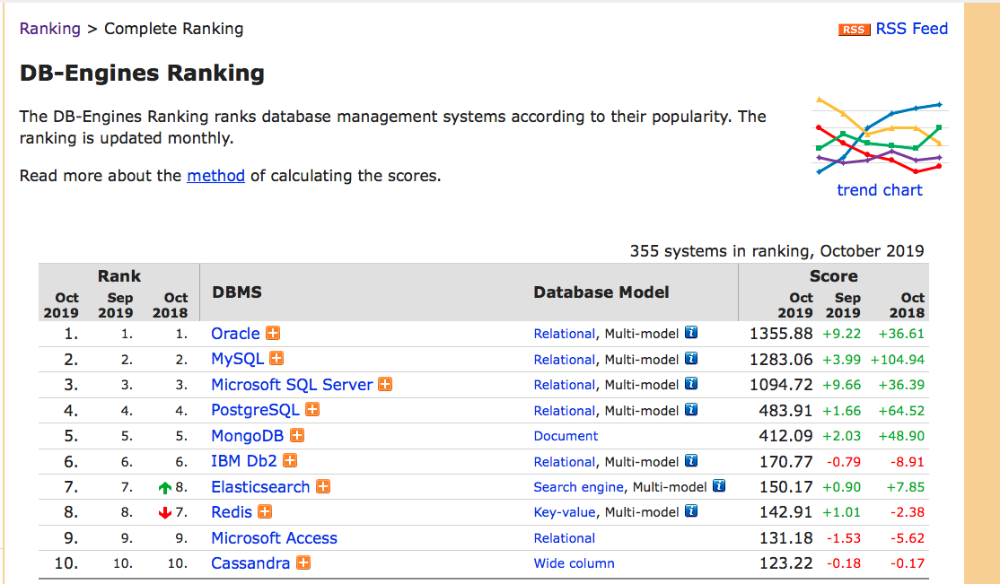 Ranking > Complete Ranking
RSS RSS Feed
DB-Engines Ranking
The DB-Engines Ranking ranks database management systems according to their popularity. The
ranking is updated monthly.
Read more about the method of calculating the scores.
trend chart
355 systems in ranking, October 2019
Rank DBMS Database Model Score
Oct 2019 Sep 2019 Oct 2018 Oct 2019 Sep 2019 Oct 2018
1. 1. 1. Oracle Relational, Multi-model i 1355.88 +9.22 +36.61
2. 2. 2. MySQL Relational, Multi-model i 1283.06 +3.99 +104.94
3. 3. 3. Microsoft SQL Server Relational, Multi-model i 1094.72 +9.66 +36.39
4. 4. 4. PostgreSQL Relational, Multi-model i 483.91 +1.66 +64.52
5. 5. 5. MongoDB Document 412.09 +2.03 +48.90
6. 6. 6. IBM Db2 Relational, Multi-model i 170.77 -0.79 -8.91
7. 7. 8. Elasticsearch Search engine, Multi-model i 150.17 +0.90 +7.85
8. 8. 7. Redis Key-value, Multi-model i 142.91 +1.01 -2.38
9. 9. 9. Microsoft Access Relational 131.18 -1.53 -5.62
10. 10. 10. Cassandra Wide column 123.22 -0.18 -0.17